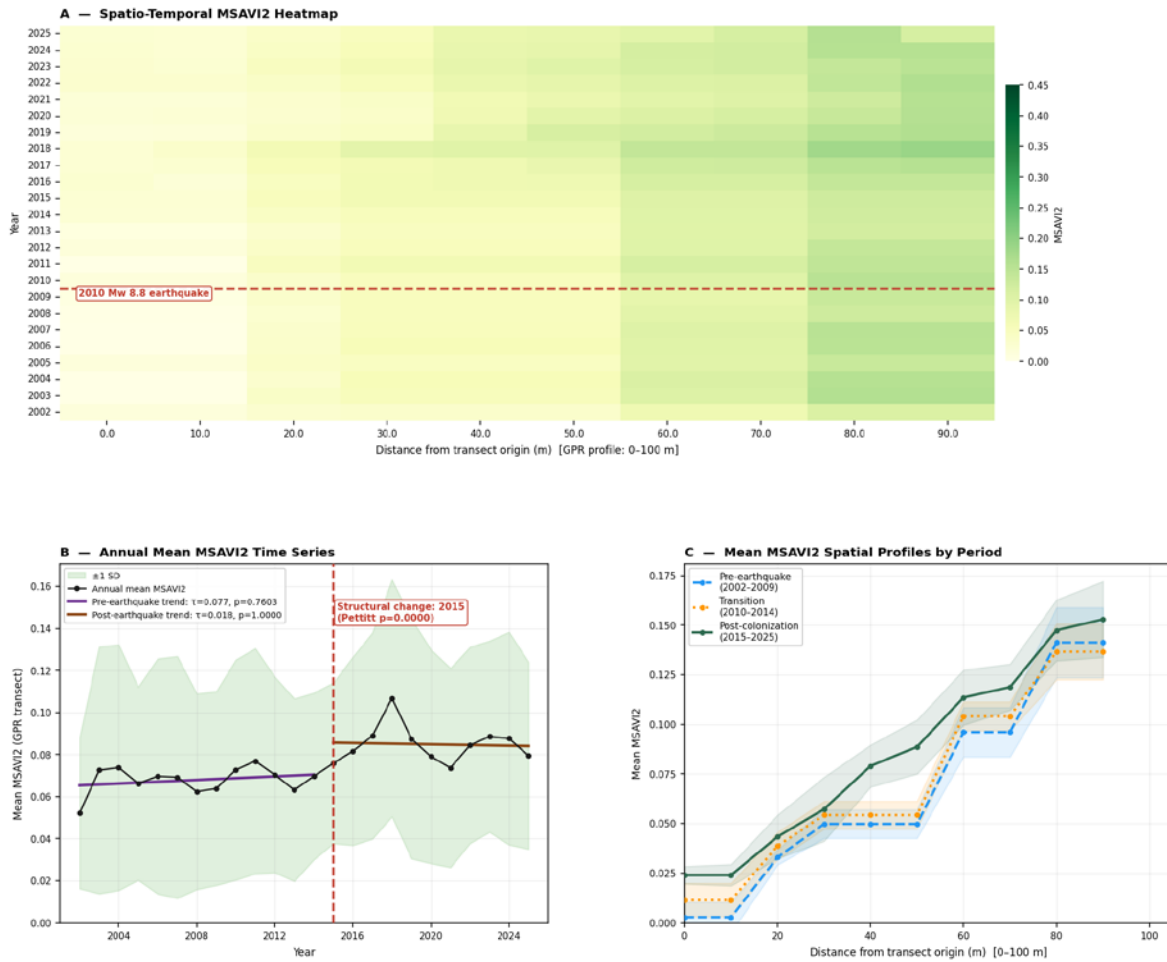 A — Spatio-Temporal MSAVI2 Heatmap
Year
2025
2024
2023
2022
2021
2020
2019
2018
2017
2016
2015
2014
2013
2012
2011
2010
2009
2008
2007
2006
2005
2004
2003
2002
2010 Mw 8.8 earthquake
0.0 10.0 20.0 30.0 40.0 50.0 60.0 70.0 80.0 90.0
Distance from transect origin (m) [GPR profile: 0–100 m]
0.45
0.40
0.35
0.30
0.25
0.20
0.15
0.10
0.05
0.00
MSAVI2
B — Annual Mean MSAVI2 Time Series
Mean MSAVI2 (GPR transect)
0.16
0.14
0.12
0.10
0.08
0.06
0.04
0.02
0.00
±1 SD
Annual mean MSAVI2
Pre-earthquake trend: τ=0.077, p=0.7603
Post-earthquake trend: τ=0.018, p=1.0000
Structural change: 2015
(Pettitt p=0.0000)
2004 2008 2012 2016 2020 2024
Year
C — Mean MSAVI2 Spatial Profiles by Period
Mean MSAVI2
0.175
0.150
0.125
0.100
0.075
0.050
0.025
0.000
Pre-earthquake
(2002-2009)
Transition
(2010-2014)
Post-colonization
(2015-2025)
0 20 40 60 80 100
Distance from transect origin (m) [0–100 m]